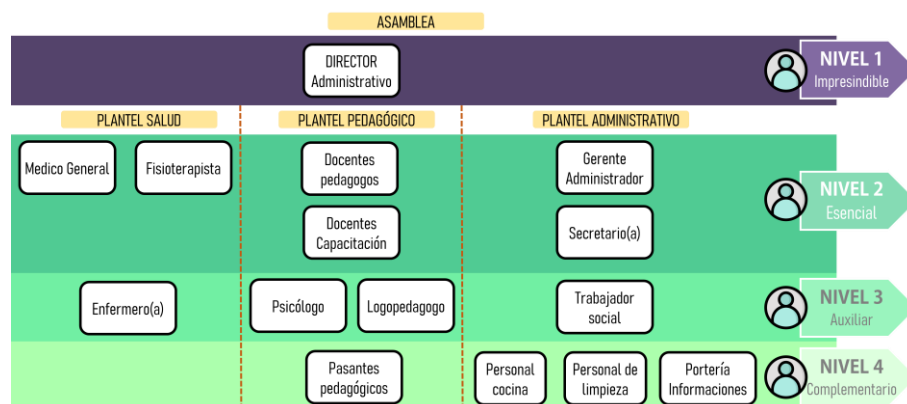 ASAMBLEA
DIRECTOR
Administrativo
NIVEL 1
Impresindible
PLANTEL SALUD
PLANTEL PEDAGÓGICO
PLANTEL ADMINISTRATIVO
Medico General
Fisioterapista
Docentes
pedagogos
Gerente
Administrador
NIVEL 2
Esencial
Docentes
Capacitación
Secretario(a)
Enfermero(a)
Psicólogo
Logopedagogo
Trabajador
social
NIVEL 3
Auxiliar
Pasantes
pedagógicos
Personal
cocina
Personal de
limpieza
Portería
Informaciones
NIVEL 4
Complementario